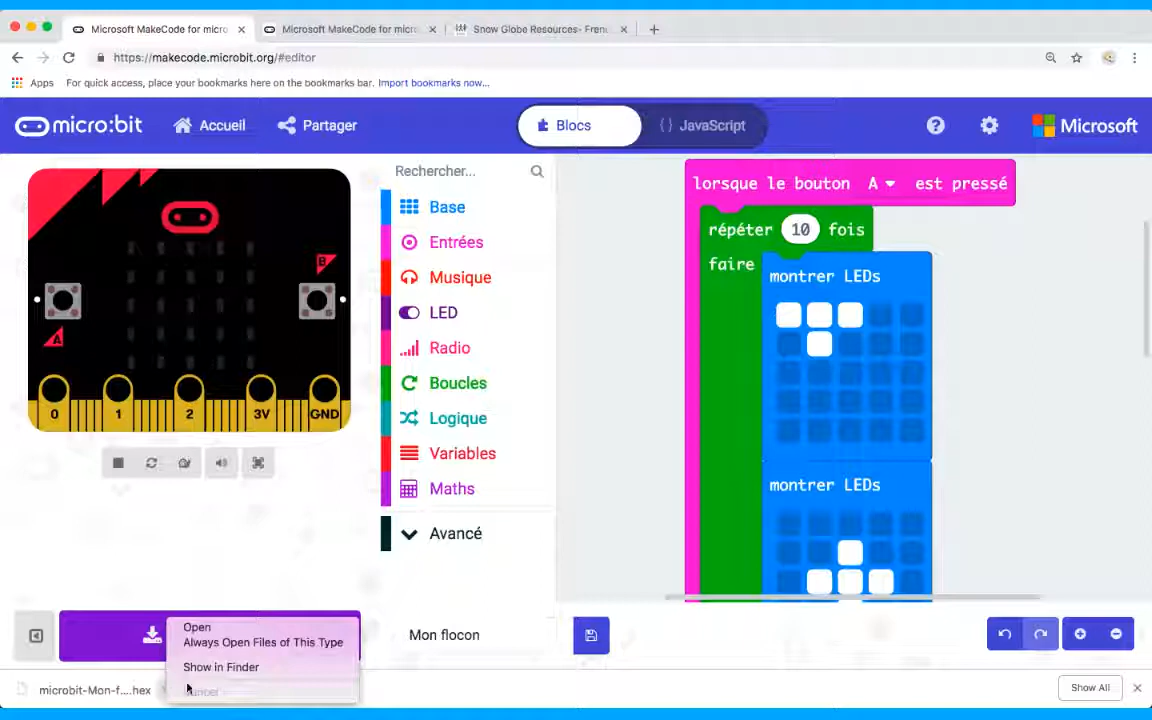 Microsoft MakeCode for micro
Microsoft MakeCode for micro
Snow Globe Resources- Fren
https://makecode.microbit.org/#editor
Apps For quick access, place your bookmarks here on the bookmarks bar. Import bookmarks now...
micro:bit
Accueil
Partager
Blocs
{ } JavaScript
?
Microsoft
Rechercher...
Base
Entrées
Musique
LED
Radio
Boucles
Logique
Variables
Maths
Avancé
A
B
0 1 2 3V GND
lorsque le bouton A est pressé
répéter 10 fois
faire
montrer LEDs
montrer LEDs
Open
Always Open Files of This Type
Show in Finder
Mon flocon
microbit-Mon-f....hex
Show All